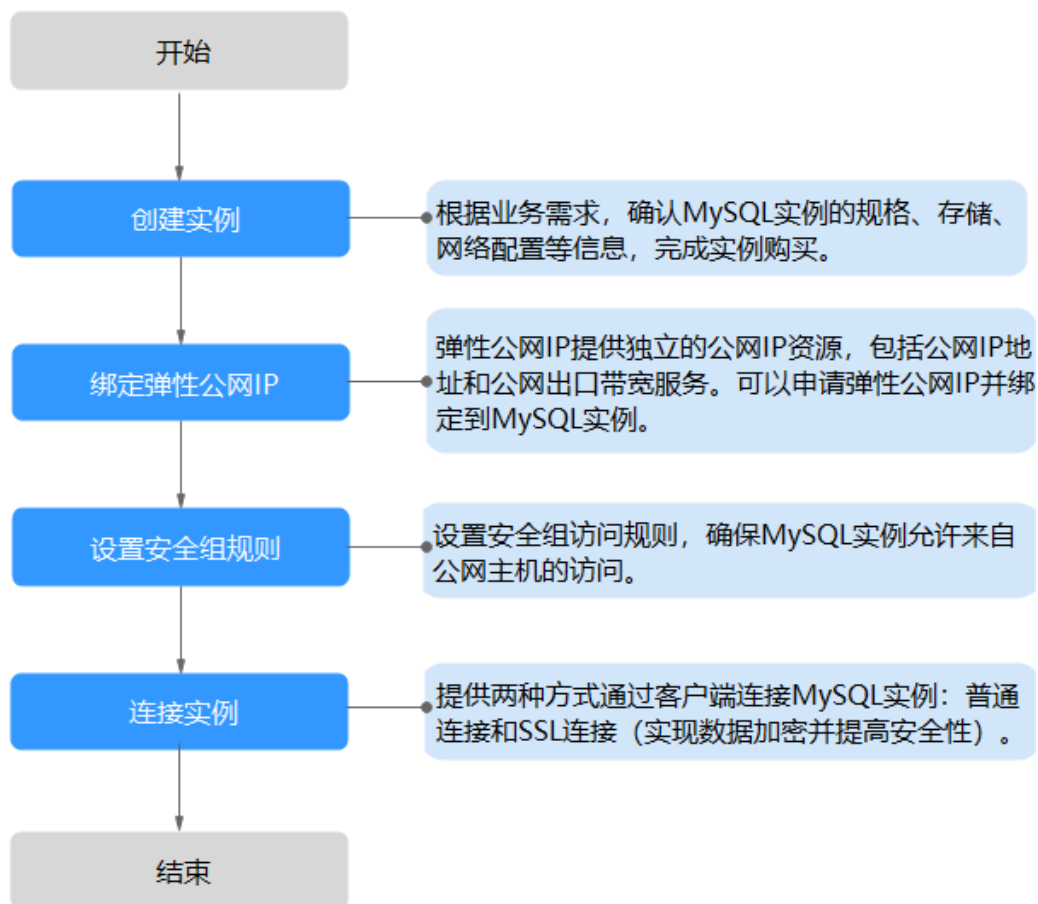 开始
创建实例
根据业务需求，确认MySQL实例的规格、存储、
网络配置等信息，完成实例购买。
绑定弹性公网IP
弹性公网IP提供独立的公网IP资源，包括公网IP地
址和公网出口带宽服务。可以申请弹性公网IP并绑
定到MySQL实例。
设置安全组规则
设置安全组访问规则，确保MySQL实例允许来自
公网主机的访问。
连接实例
提供两种方式通过客户端连接MySQL实例：普通
连接和SSL连接（实现数据加密并提高安全性）。
结束